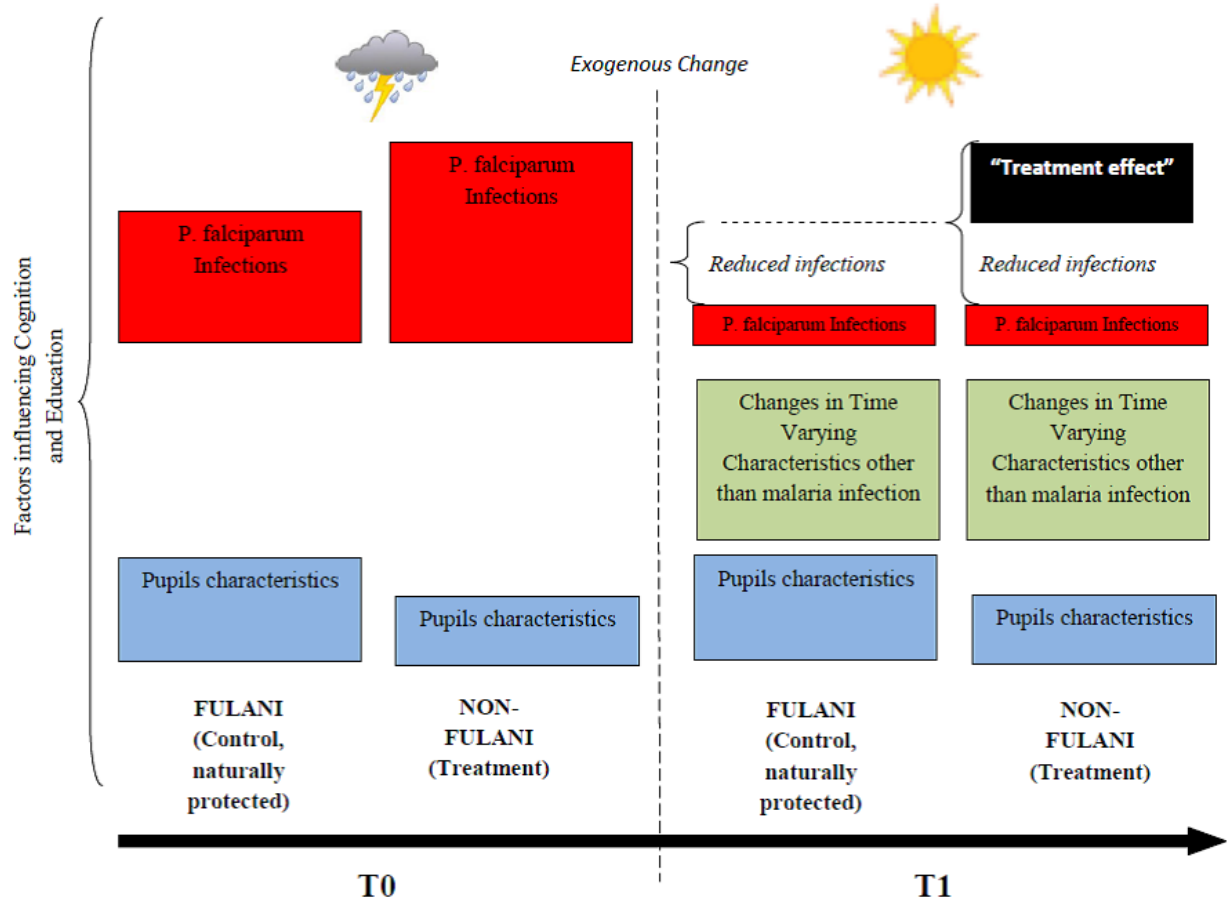 Factors influencing Cognition
and Education
Exogenous Change
P. falciparum
Infections
P. falciparum
Infections
Pupils characteristics
Pupils characteristics
FULANI
(Control,
naturally
protected)
NON-
FULANI
(Treatment)
"Treatment effect"
Reduced infections
Reduced infections
P. falciparum Infections
P. falciparum Infections
Changes in Time
Varying
Characteristics other
than malaria infection
Changes in Time
Varying
Characteristics other
than malaria infection
Pupils characteristics
Pupils characteristics
FULANI
(Control,
naturally
protected)
NON-
FULANI
(Treatment)
T0
T1